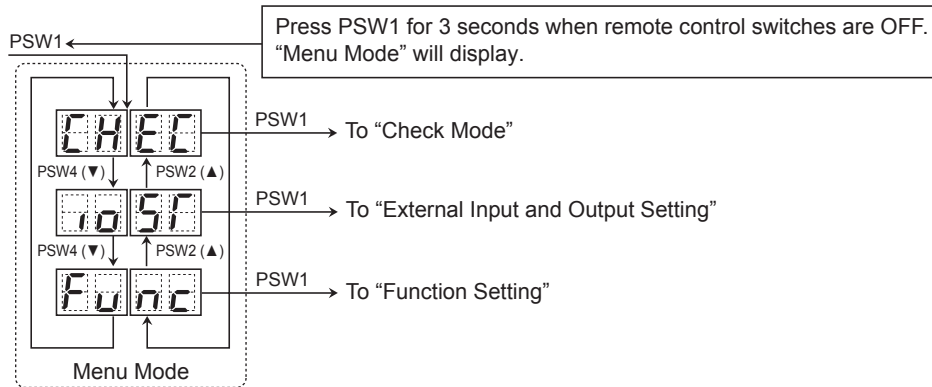 Press PSW1 for 3 seconds when remote control switches are OFF.
“Menu Mode” will display.
PSW1
CHEC
PSW1
To “Check Mode”
PSW4 (▼)
PSW2 (▲)
ioST
PSW1
To “External Input and Output Setting”
PSW4 (▼)
PSW2 (▲)
Func
PSW1
To “Function Setting”
Menu Mode